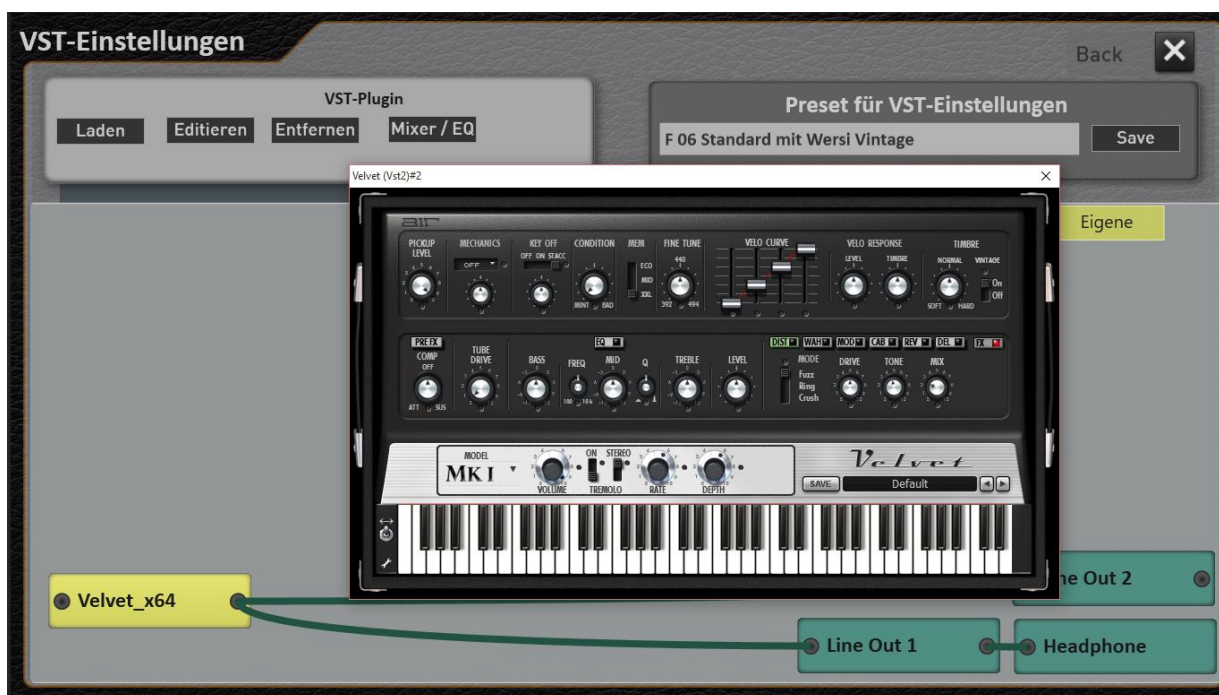 VST-Einstellungen
Back
VST-Plugin
Laden Editieren Entfernen Mixer / EQ
Preset für VST-Einstellungen
F 06 Standard mit Wersi Vintage
Save
Velvet (Vst2)#2
Eigene
air
PICKUP LEVEL
MECHANICS
OFF
KEY OFF
OFF ON STACC
CONDITION
MINT BAD
MEM
ECO
MID
XXL
FINE TUNE
440
392 494
VELO CURVE
VELO RESPONSE
LEVEL TIMBRE
TIMBRE
NORMAL VINTAGE
SOFT HARD
On
Off
PRE FX
COMP
OFF
ATT SUS
TUBE DRIVE
EQ
BASS FREQ MID Q TREBLE LEVEL
100 10k
DIST WAH MOD CAB REV DEL FX
MODE
Fuzz
Ring
Crush
DRIVE TONE MIX
MODEL
MK I
VOLUME
ON STEREO
TREMOLO
RATE
DEPTH
Velvet
SAVE Default
Velvet_x64
Out 2
Line Out 1
Headphone